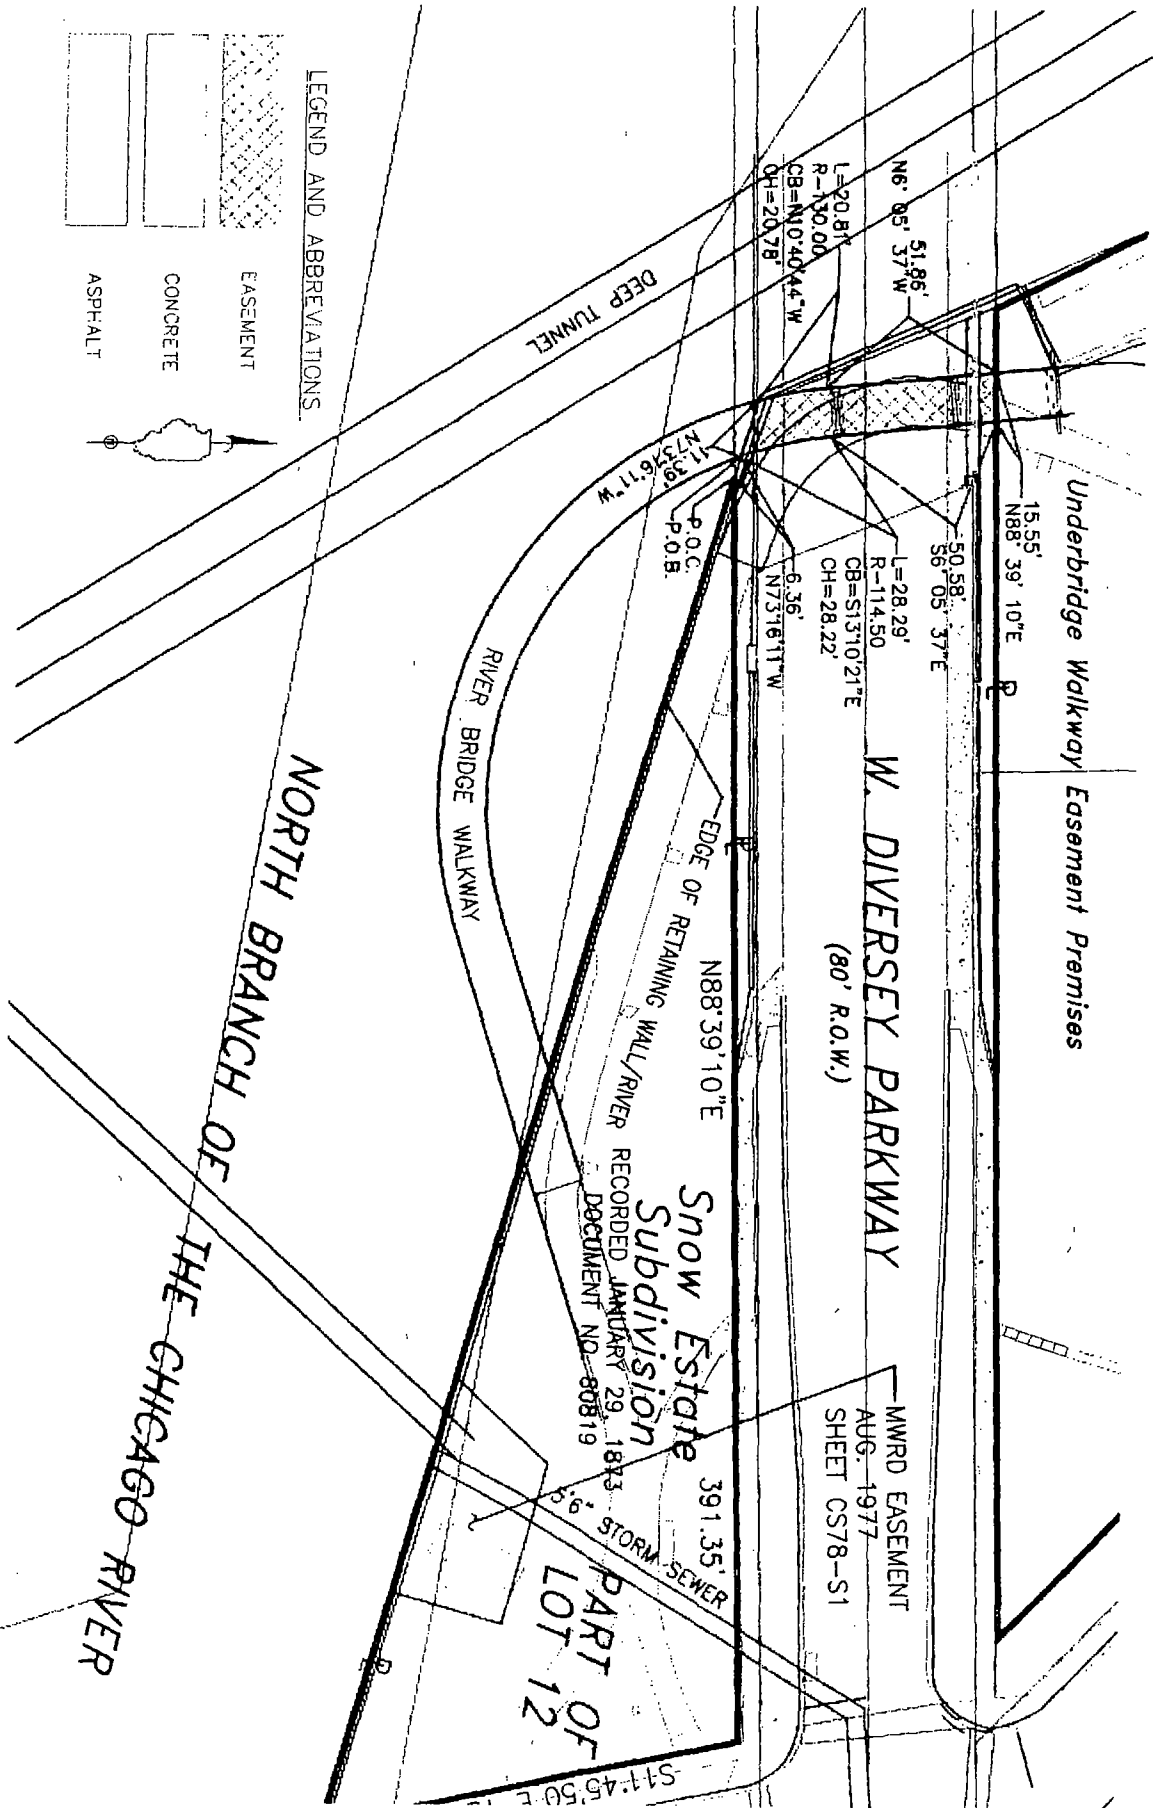 Underbridge Walkway Easement Premises
N6° 05' 37"W
51.86'
L=20.81'
R-130.00
CB=N10°40'44"W
CH=20.78'
15.55'
N88° 39' 10"E
50.58'
S6° 05' 37"E
L=28.29'
R-114.50
CB=S13°10'21"E
CH=28.22'
6.36'
N73°16'11"W
11.39'
N73°16'11"W
P.O.C.
P.O.B.
W. DIVERSEY PARKWAY
(80' R.O.W.)
MWRD EASEMENT
AUG. 1977
SHEET CS78-S1
N88°39'10"E
391.35'
EDGE OF RETAINING WALL/RIVER
Snow Estate
Subdivision
RECORDED JANUARY 29, 1873
DOCUMENT NO. 80819
5'6" STORM SEWER
PART OF
LOT 12
S11°45'50"E
DEEP TUNNEL
RIVER BRIDGE WALKWAY
NORTH BRANCH OF THE CHICAGO RIVER
LEGEND AND ABBREVIATIONS
EASEMENT
CONCRETE
ASPHALT